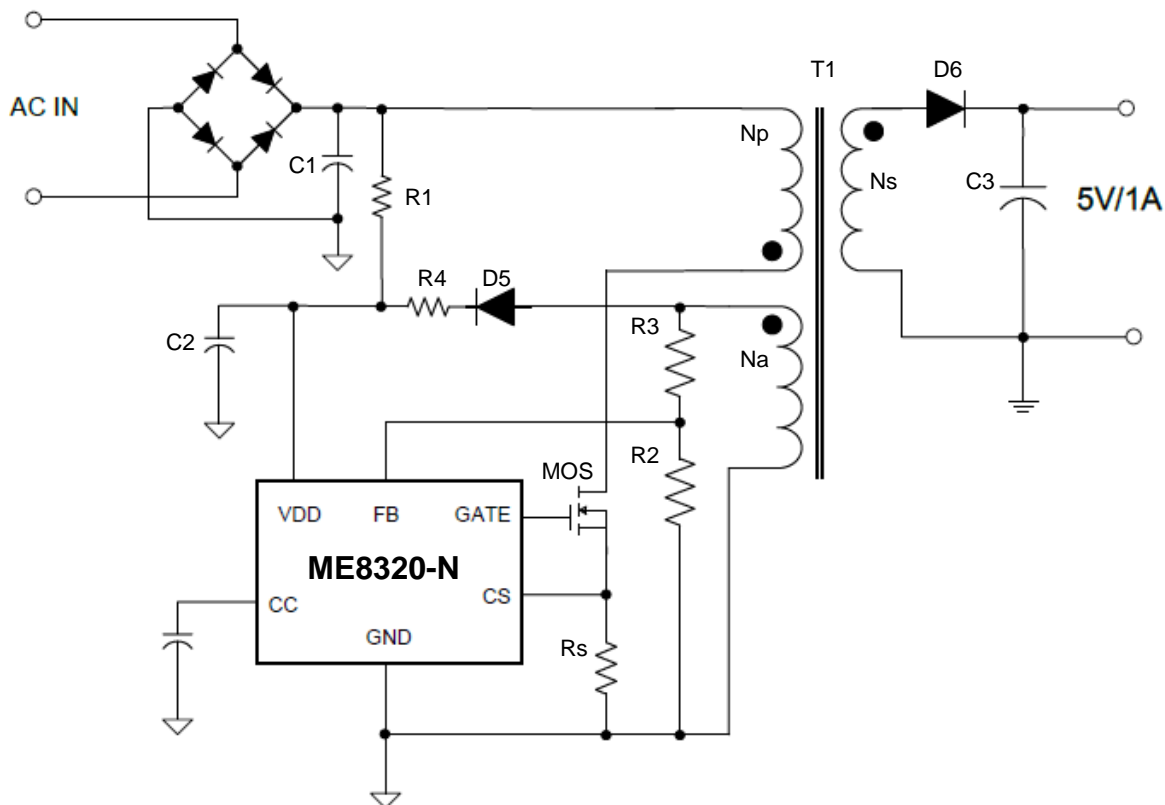 T1
D6
AC IN
Np
C1
R1
Ns
C3
5V/1A
R4
D5
R3
C2
Na
R2
MOS
VDD
FB
GATE
ME8320-N
CC
CS
GND
Rs